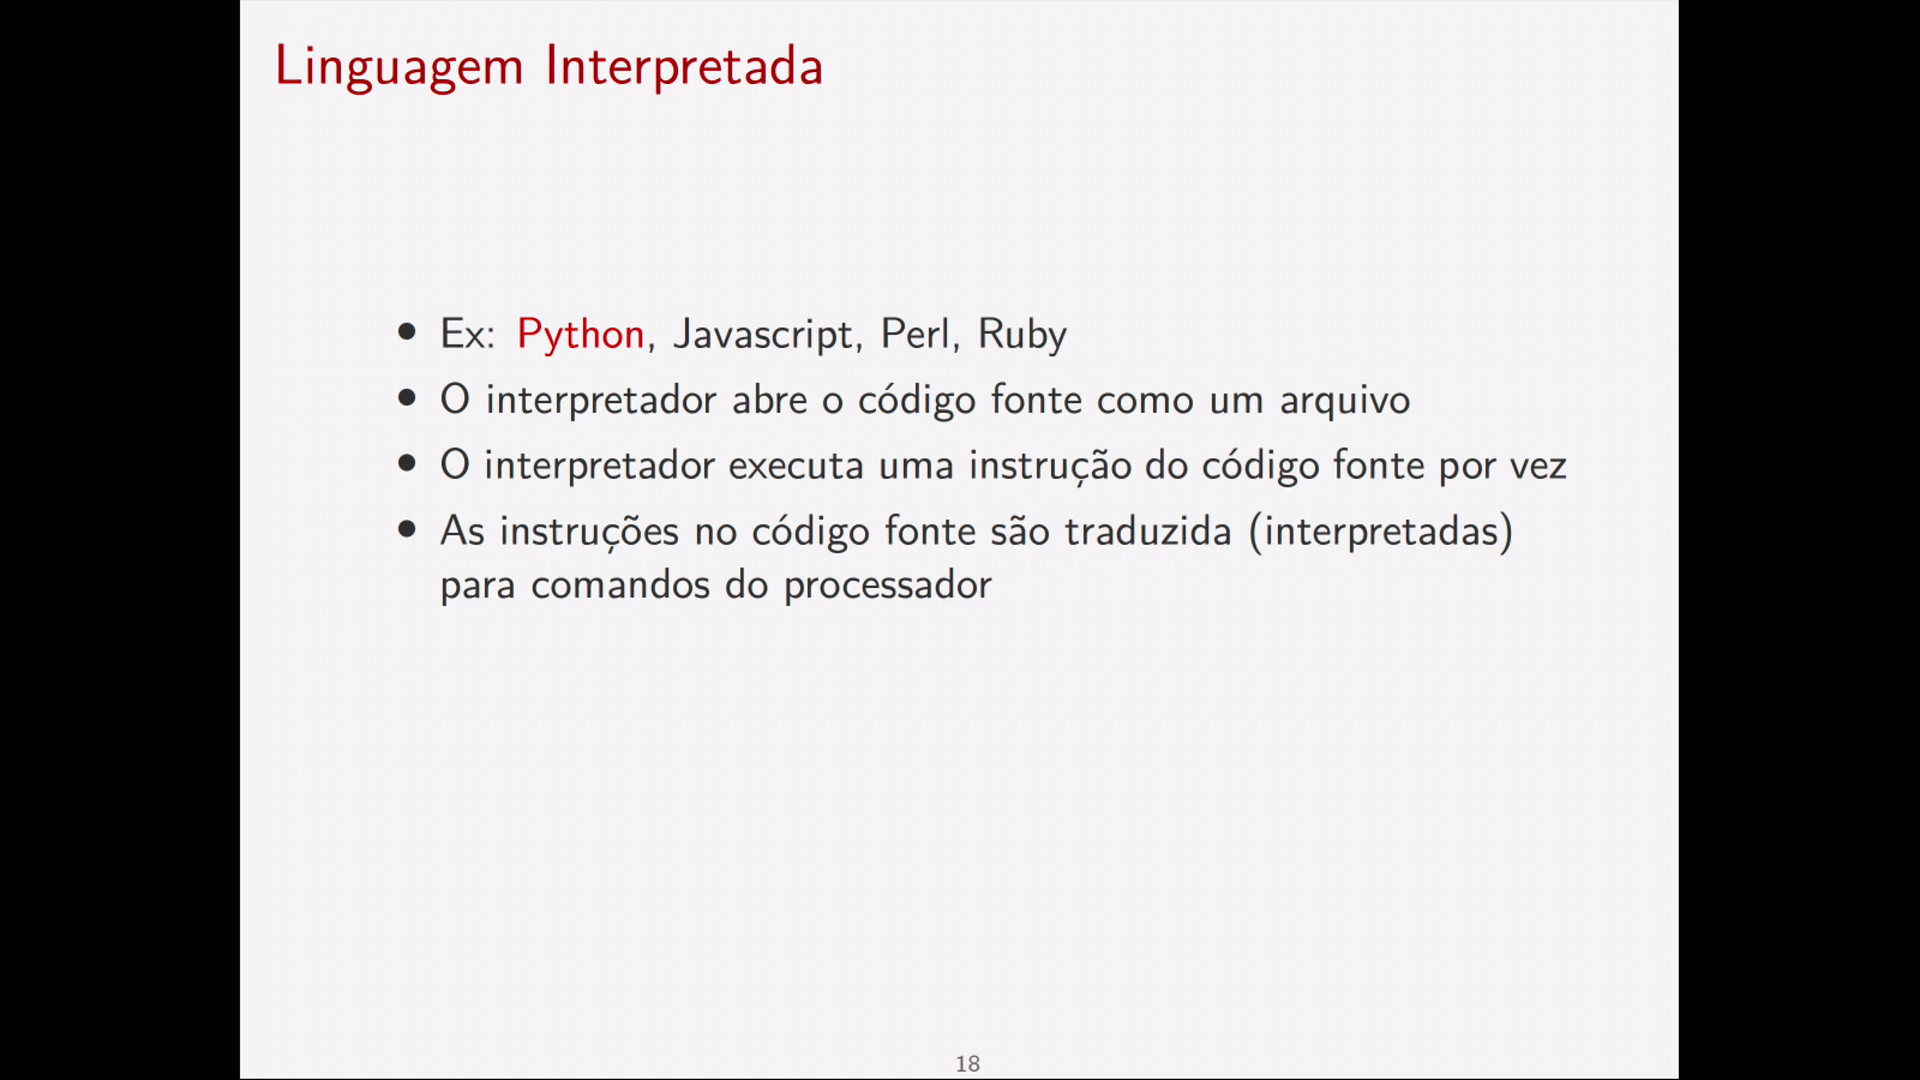 Linguagem Interpretada
• Ex: Python, Javascript, Perl, Ruby
• O interpretador abre o código fonte como um arquivo
• O interpretador executa uma instrução do código fonte por vez
• As instruções no código fonte são traduzida (interpretadas)
para comandos do processador
18